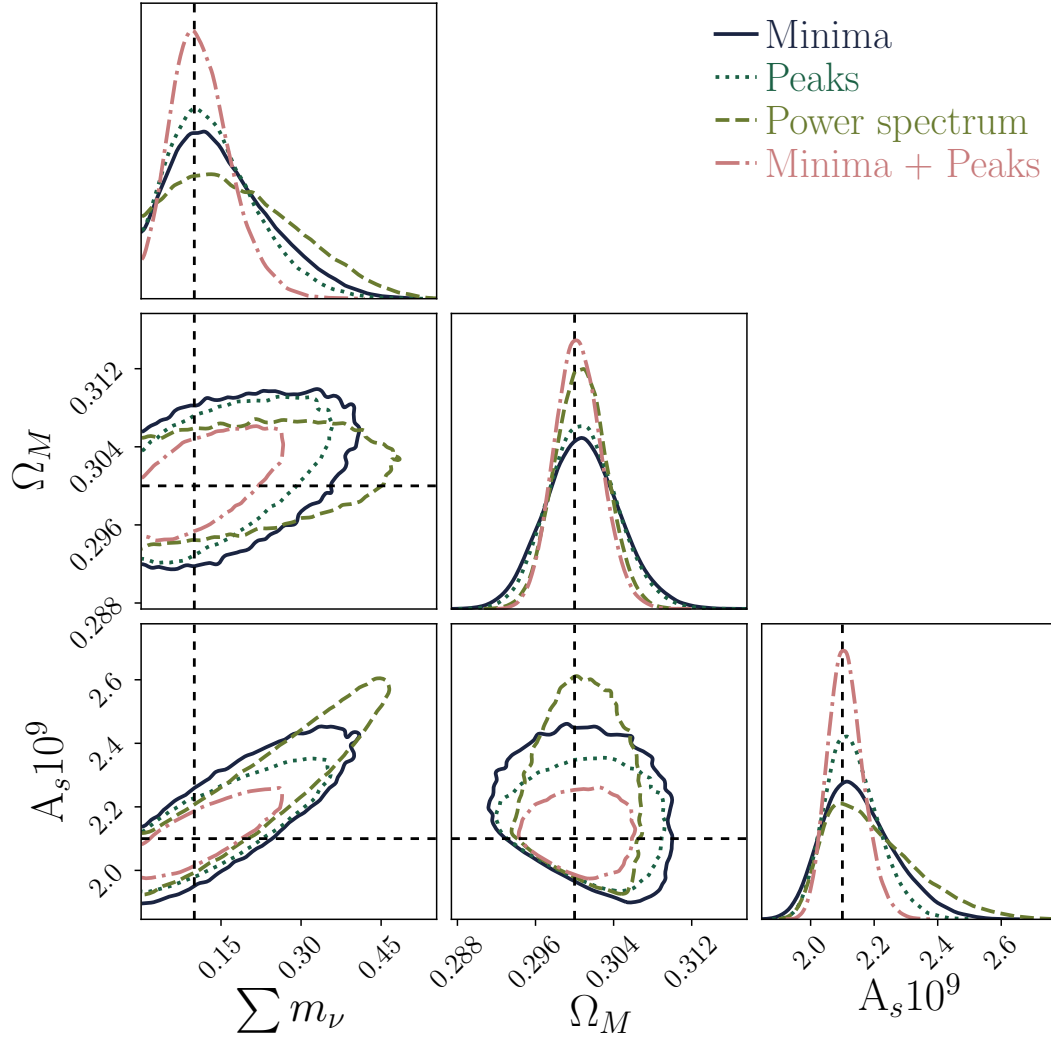 Minima
Peaks
Power spectrum
Minima + Peaks
Ω_M
0.312
0.304
0.296
0.288
A_s10^9
2.6
2.4
2.2
2.0
0.15 0.30 0.45
∑ m_ν
0.288 0.296 0.304 0.312
Ω_M
2.0 2.2 2.4 2.6
A_s10^9